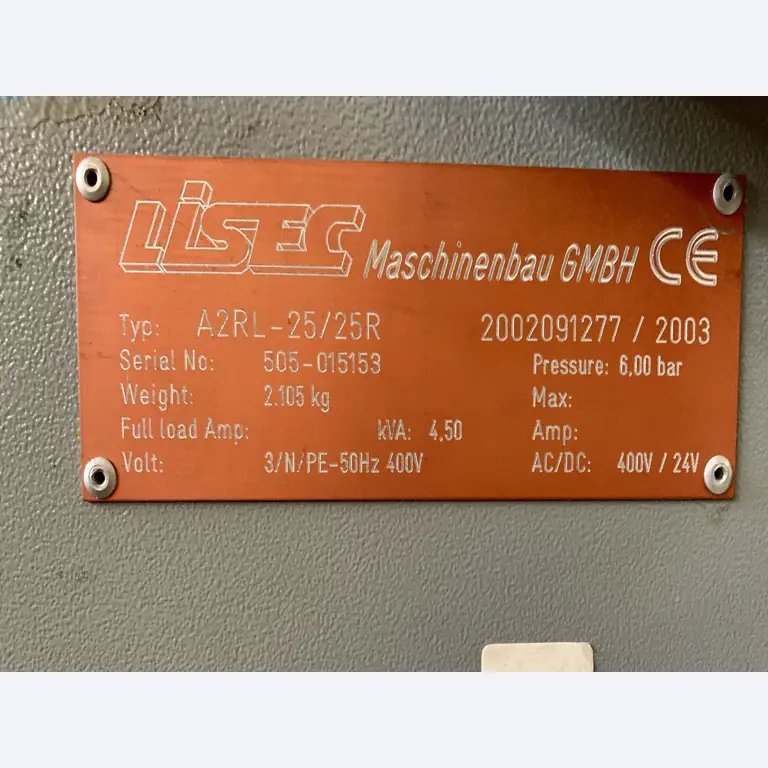 LiSEC Maschinenbau GMBH CE
Typ: A2RL-25/25R 2002091277 / 2003
Serial No: 505-015153 Pressure: 6,00 bar
Weight: 2.105 kg Max:
Full load Amp: kVA: 4,50 Amp:
Volt: 3/N/PE-50Hz 400V AC/DC: 400V / 24V